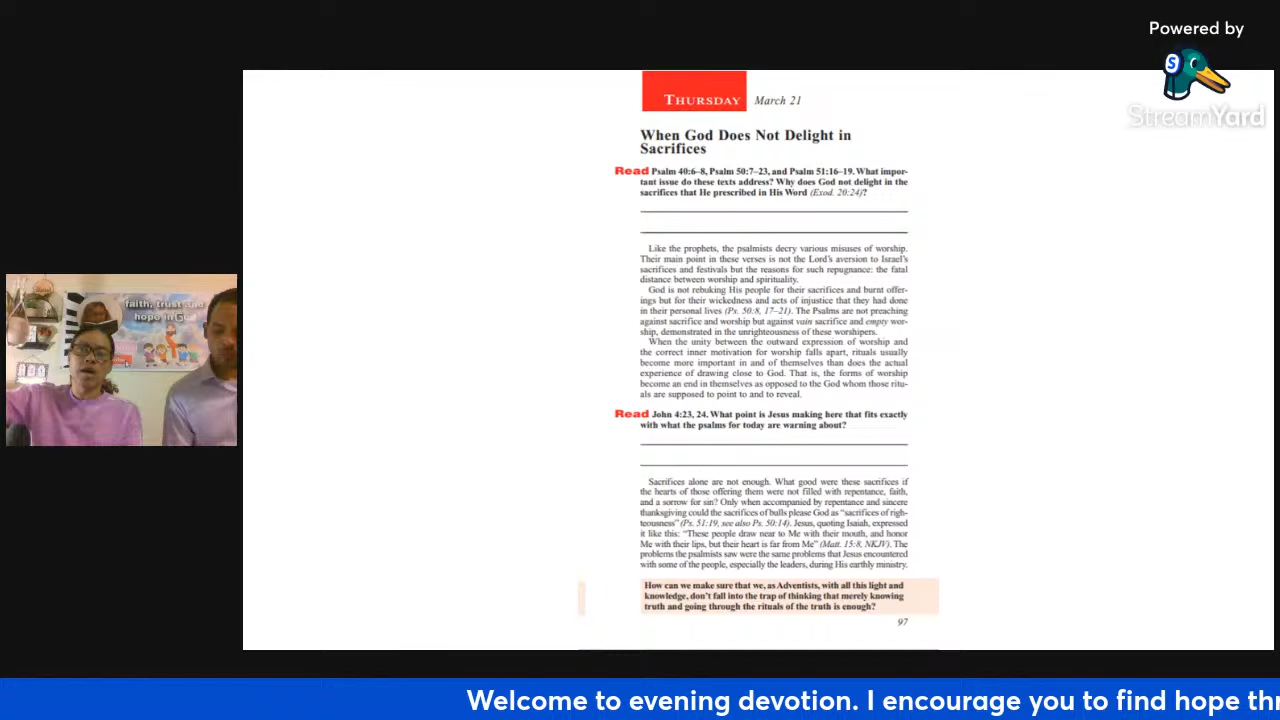 Powered by
StreamYard
THURSDAY March 21
When God Does Not Delight in
Sacrifices
Read Psalm 40:6–8, Psalm 50:7–23, and Psalm 51:16–19. What impor-
tant issue do these texts address? Why does God not delight in the
sacrifices that He prescribed in His Word (Exod. 20:24)?
Like the prophets, the psalmists decry various misuses of worship.
Their main point in these verses is not the Lord's aversion to Israel's
sacrifices and festivals but the reasons for such repugnance: the fatal
distance between worship and spirituality.
God is not rebuking His people for their sacrifices and burnt offer-
ings but for their wickedness and acts of injustice that they had done
in their personal lives (Ps. 50:8, 17–21). The Psalms are not preaching
against sacrifice and worship but against vain sacrifice and empty wor-
ship, demonstrated in the unrighteousness of these worshipers.
When the unity between the outward expression of worship and
the correct inner motivation for worship falls apart, rituals usually
become more important in and of themselves than does the actual
experience of drawing close to God. That is, the forms of worship
become an end in themselves as opposed to the God whom those ritu-
als are supposed to point to and to reveal.
Read John 4:23, 24. What point is Jesus making here that fits exactly
with what the psalms for today are warning about?
Sacrifices alone are not enough. What good were these sacrifices if
the hearts of those offering them were not filled with repentance, faith,
and a sorrow for sin? Only when accompanied by repentance and sincere
thanksgiving could the sacrifices of bulls please God as "sacrifices of righ-
teousness" (Ps. 51:19, see also Ps. 50:14). Jesus, quoting Isaiah, expressed
it like this: "These people draw near to Me with their mouth, and honor
Me with their lips, but their heart is far from Me" (Matt. 15:8, NKJV). The
problems the psalmists saw were the same problems that Jesus encountered
with some of the people, especially the leaders, during His earthly ministry.
How can we make sure that we, as Adventists, with all this light and
knowledge, don't fall into the trap of thinking that merely knowing
truth and going through the rituals of the truth is enough?
97
faith, trust and
hope in G
Welcome to evening devotion. I encourage you to find hope thr